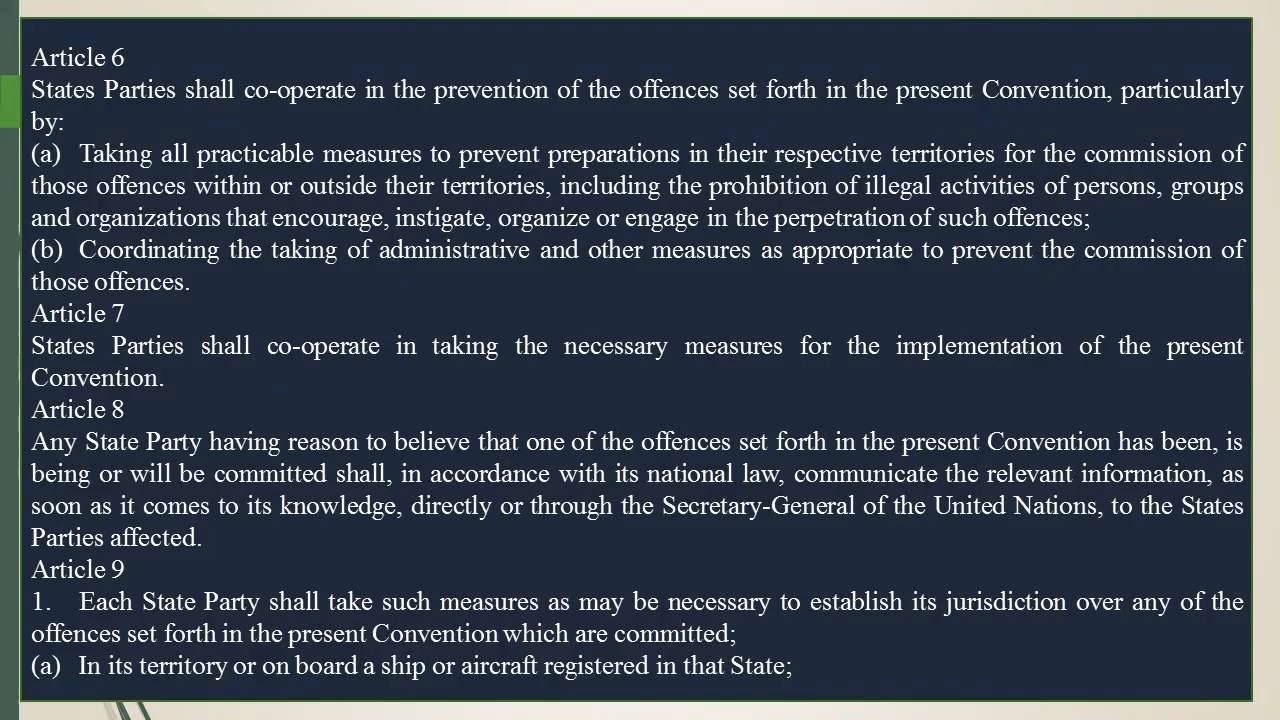 Article 6
States Parties shall co-operate in the prevention of the offences set forth in the present Convention, particularly
by:
(a) Taking all practicable measures to prevent preparations in their respective territories for the commission of
those offences within or outside their territories, including the prohibition of illegal activities of persons, groups
and organizations that encourage, instigate, organize or engage in the perpetration of such offences;
(b) Coordinating the taking of administrative and other measures as appropriate to prevent the commission of
those offences.
Article 7
States Parties shall co-operate in taking the necessary measures for the implementation of the present
Convention.
Article 8
Any State Party having reason to believe that one of the offences set forth in the present Convention has been, is
being or will be committed shall, in accordance with its national law, communicate the relevant information, as
soon as it comes to its knowledge, directly or through the Secretary-General of the United Nations, to the States
Parties affected.
Article 9
1. Each State Party shall take such measures as may be necessary to establish its jurisdiction over any of the
offences set forth in the present Convention which are committed;
(a) In its territory or on board a ship or aircraft registered in that State;